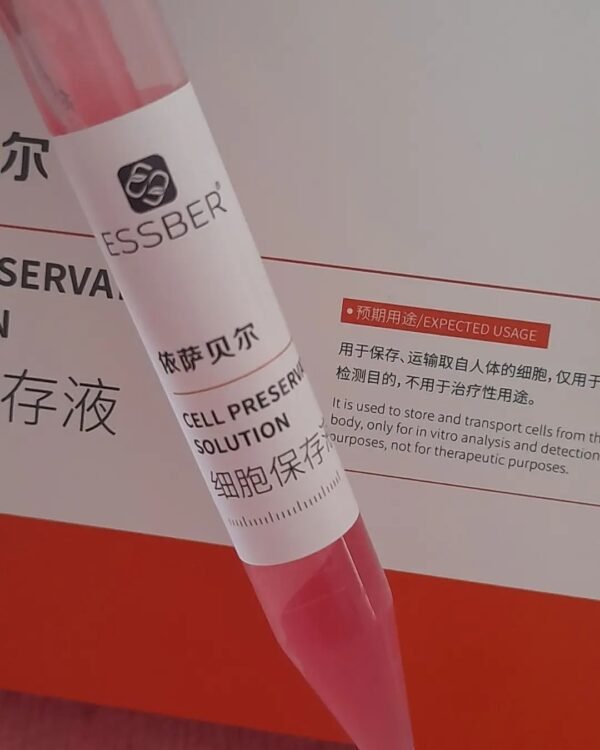 尔
SERVA
N
存液
ESSBER®
依萨贝尔
CELL PRESERVA
SOLUTION
细胞保存液
• 预期用途/EXPECTED USAGE
用于保存、运输取自人体的细胞，仅用于
检测目的，不用于治疗性用途。
It is used to store and transport cells from th
body, only for in vitro analysis and detection
purposes, not for therapeutic purposes.